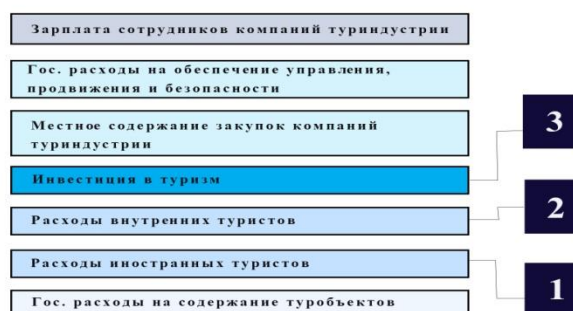 Зарплата сотрудников компаний туриндустрии
Гос. расходы на обеспечение управления,
продвижения и безопасности
Местное содержание закупок компаний
туриндустрии
3
Инвестиция в туризм
2
Расходы внутренних туристов
Расходы иностранных туристов
1
Гос. расходы на содержание туробъектов